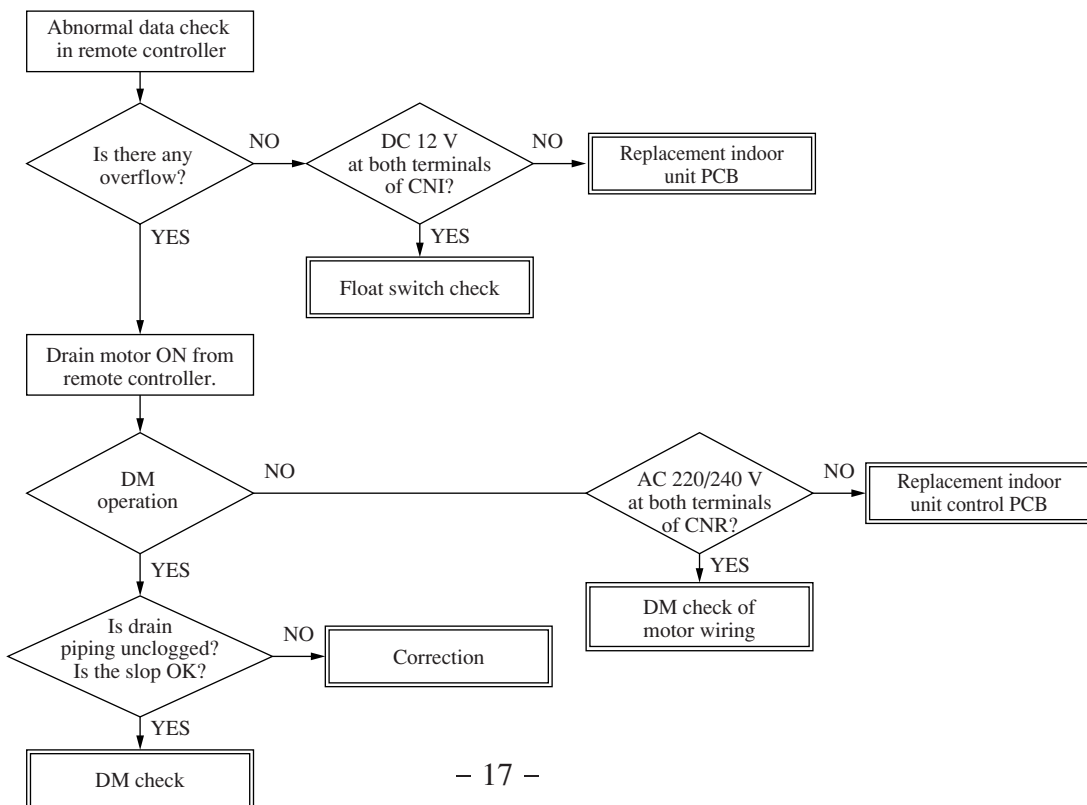 Abnormal data check
in remote controller
Is there any
overflow?
NO
DC 12 V
at both terminals
of CNI?
NO
Replacement indoor
unit PCB
YES
YES
Float switch check
Drain motor ON from
remote controller.
DM
operation
NO
AC 220/240 V
at both terminals
of CNR?
NO
Replacement indoor
unit control PCB
YES
YES
DM check of
motor wiring
Is drain
piping unclogged?
Is the slop OK?
NO
Correction
YES
DM check
– 17 –